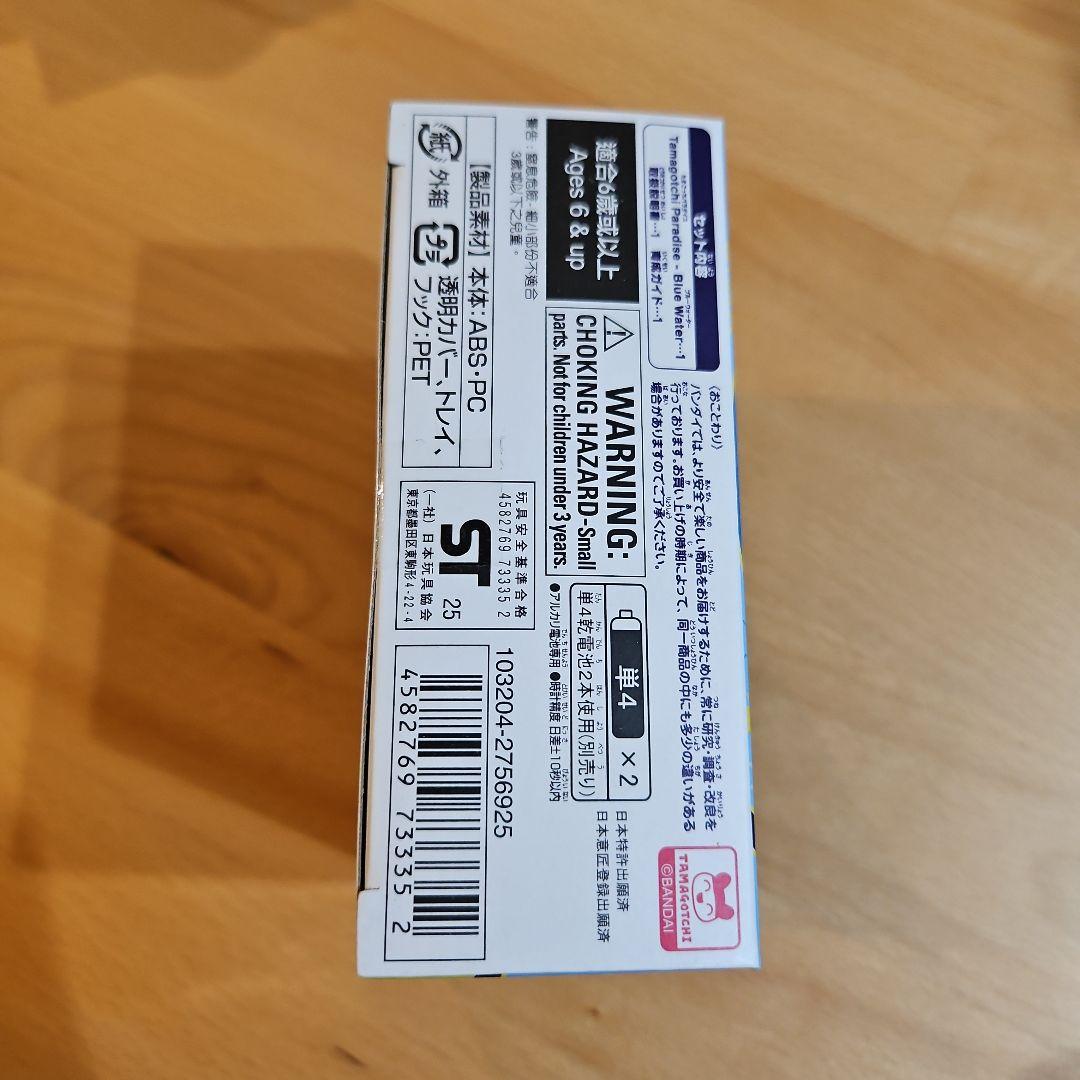 セット内容
Tamagotchi Paradise - Blue Water…1
取扱説明書…1 育成ガイド…1
〈おことわり〉
バンダイでは、より安全で楽しい商品をお届けするために、常に研究・調査・改良を
行っております。お買い上げの時期によって、同一商品の中にも多少の違いがある
場合がありますのでご了承ください。
TAMAGOTCHI
©BANDAI
適合6歲或以上
Ages 6 & up
WARNING:
CHOKING HAZARD-Small
parts. Not for children under 3 years.
単4 ×2
単4乾電池2本使用(別売り)
●アルカリ電池専用 ●時計精度 日差±10秒以内
日本特許出願済
日本意匠登録出願済
警告：窒息危險 - 細小部份不適合
3歲或以下之兒童。
【製品素材】本体：ABS・PC
透明カバー、トレイ、
フック：PET
紙 外箱
プラ
玩具安全基準合格
4582769 73335 2
ST 25
(一社)日本玩具協会
東京都墨田区東駒形4-22-4
103204-2756925
4582769 73335 2